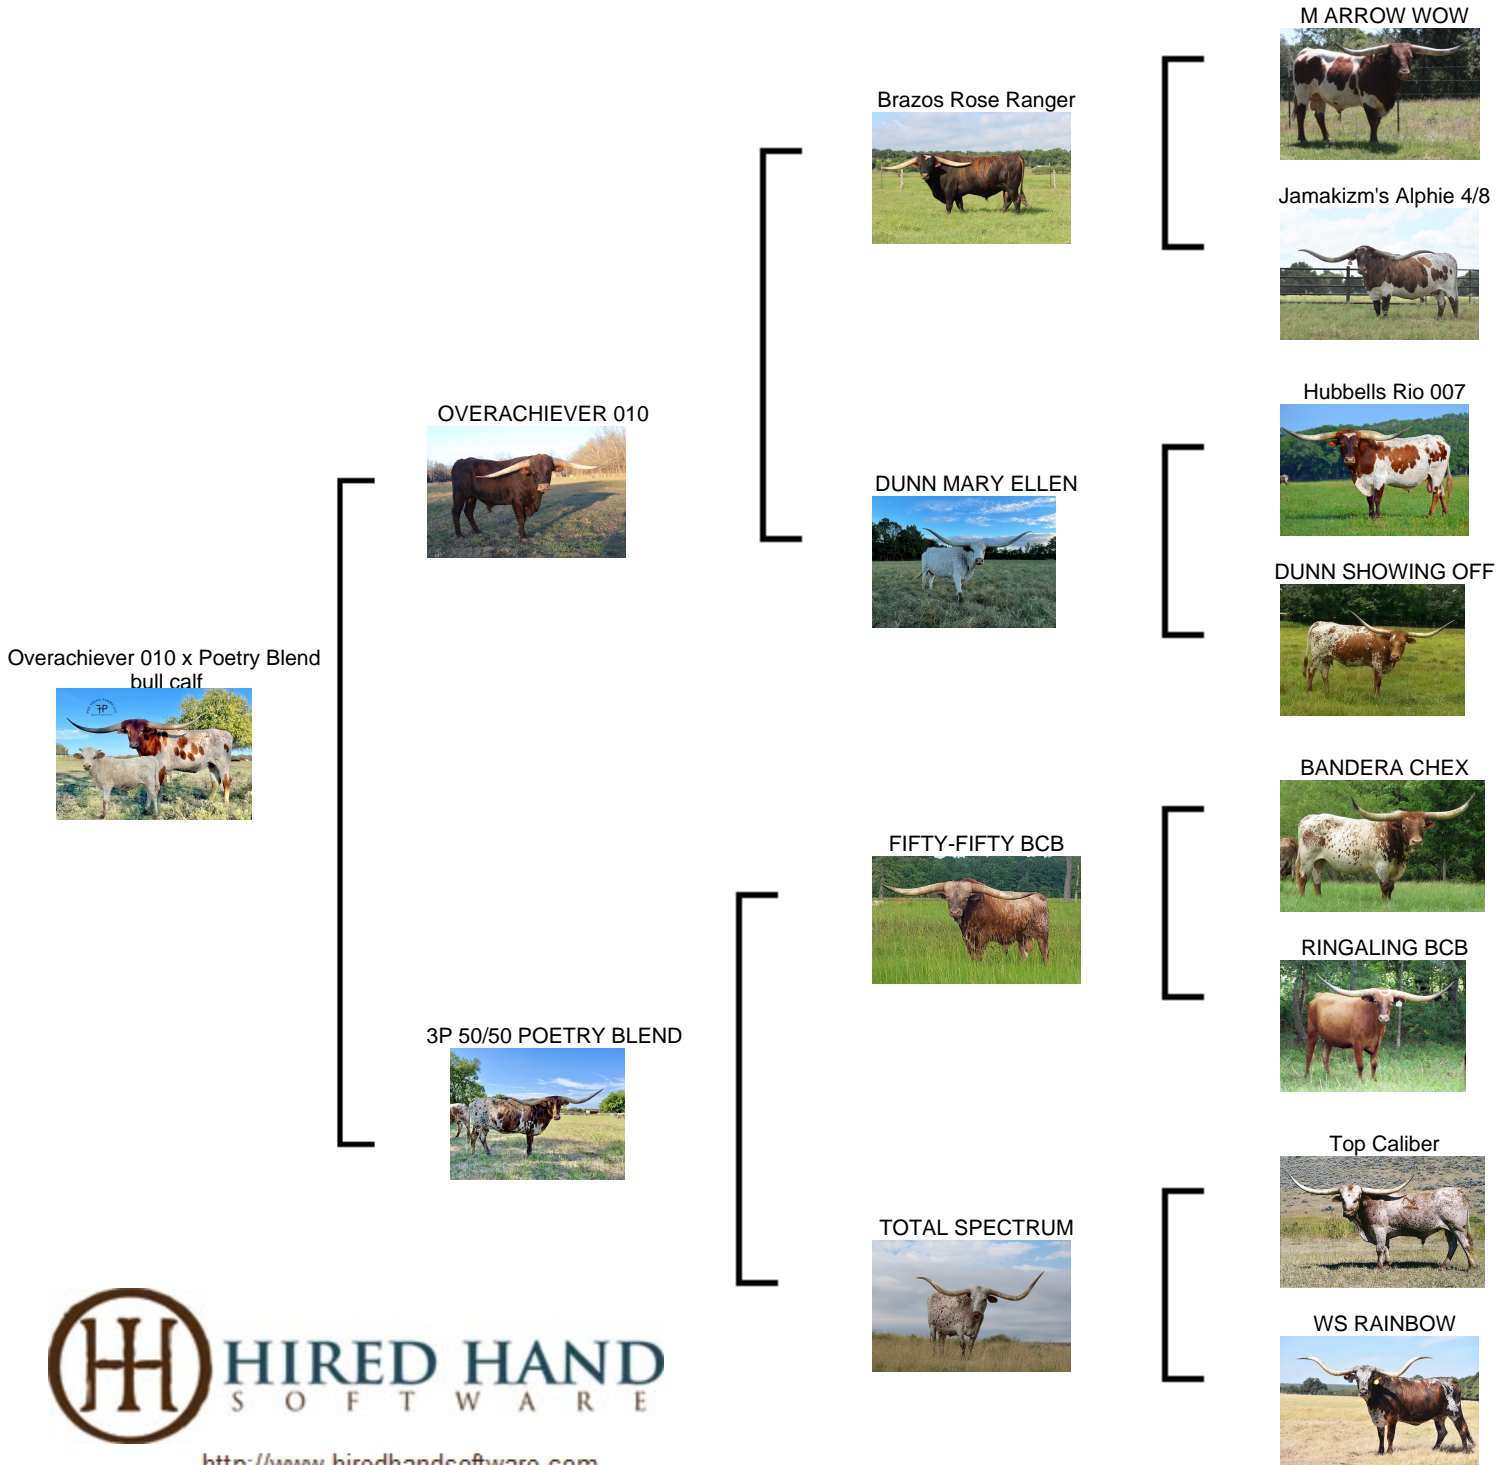 M ARROW WOW
Brazos Rose Ranger
Jamakizm's Alphie 4/8
Hubbells Rio 007
OVERACHIEVER 010
DUNN MARY ELLEN
DUNN SHOWING OFF
Overachiever 010 x Poetry Blend
bull calf
BANDERA CHEX
FIFTY-FIFTY BCB
RINGALING BCB
3P 50/50 POETRY BLEND
Top Caliber
TOTAL SPECTRUM
WS RAINBOW
HIRED HAND
SOFTWARE
http://www.hiredhandsoftware.com